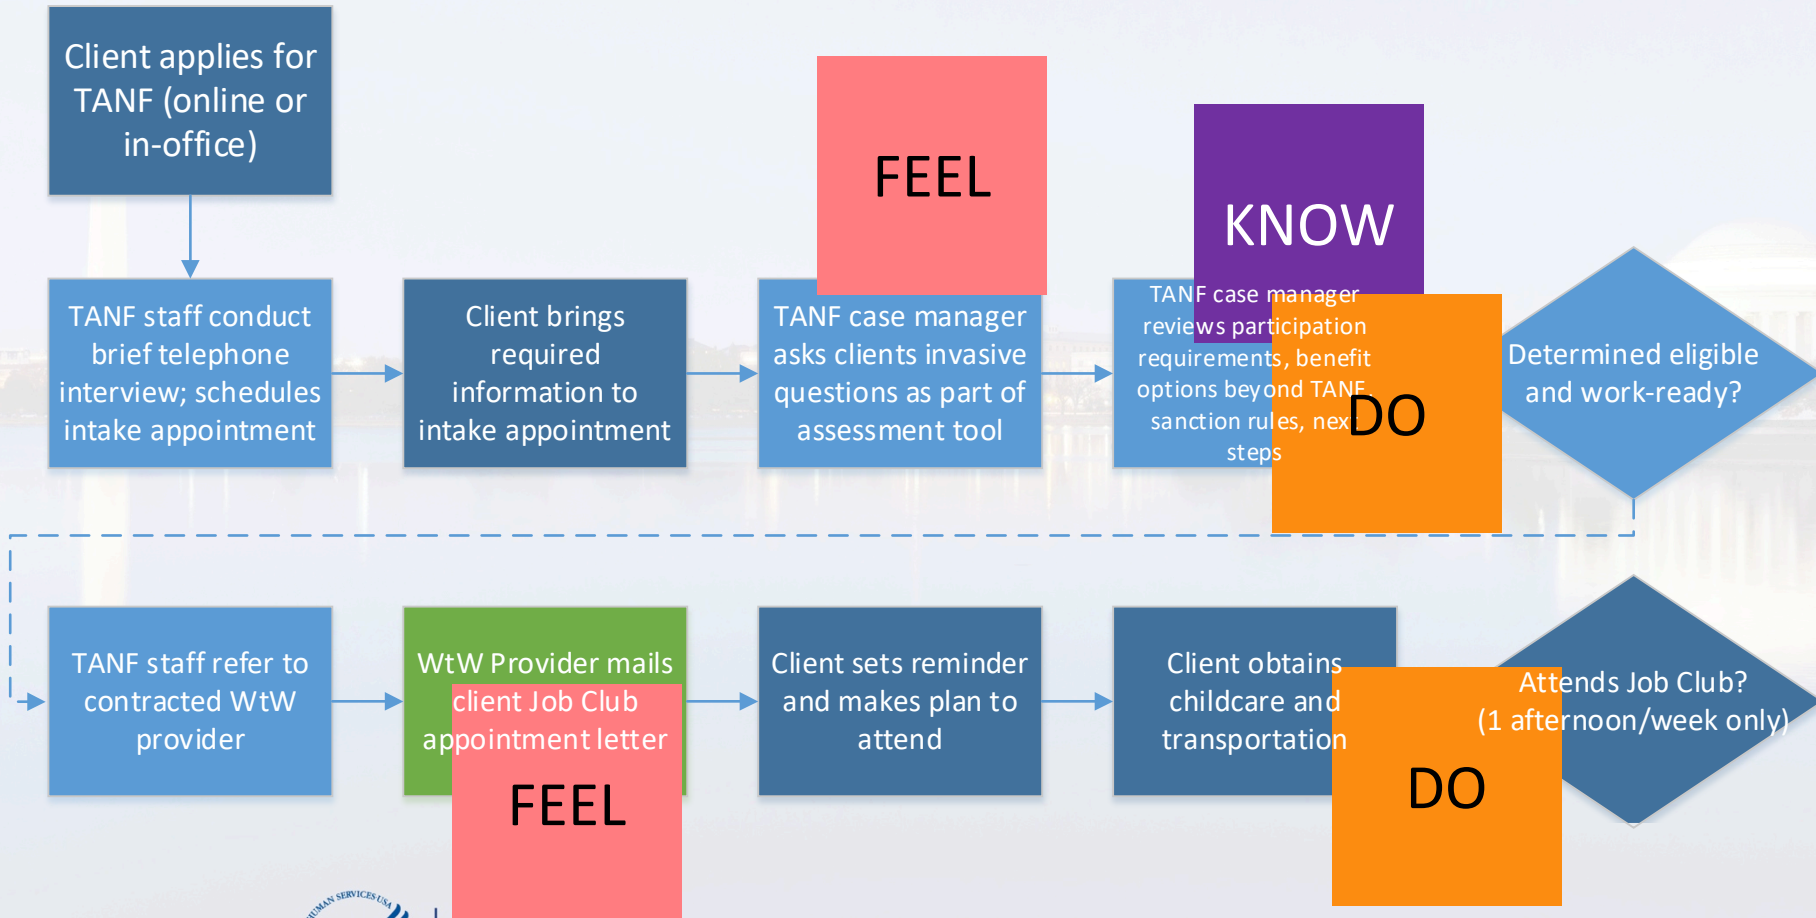 Client applies for
TANF (online or
in-office)
FEEL
KNOW
TANF staff conduct
brief telephone
interview; schedules
intake appointment
Client brings
required
information to
intake appointment
TANF case manager
asks clients invasive
questions as part of
assessment tool
TANF case manager
reviews participation
requirements, benefit
options beyond TANF,
sanction rules, next
steps
DO
Determined eligible
and work-ready?
TANF staff refer to
contracted WtW
provider
WtW Provider mails
client Job Club
appointment letter
FEEL
Client sets reminder
and makes plan to
attend
Client obtains
childcare and
transportation
DO
Attends Job Club?
(1 afternoon/week only)
HUMAN SERVICES USA